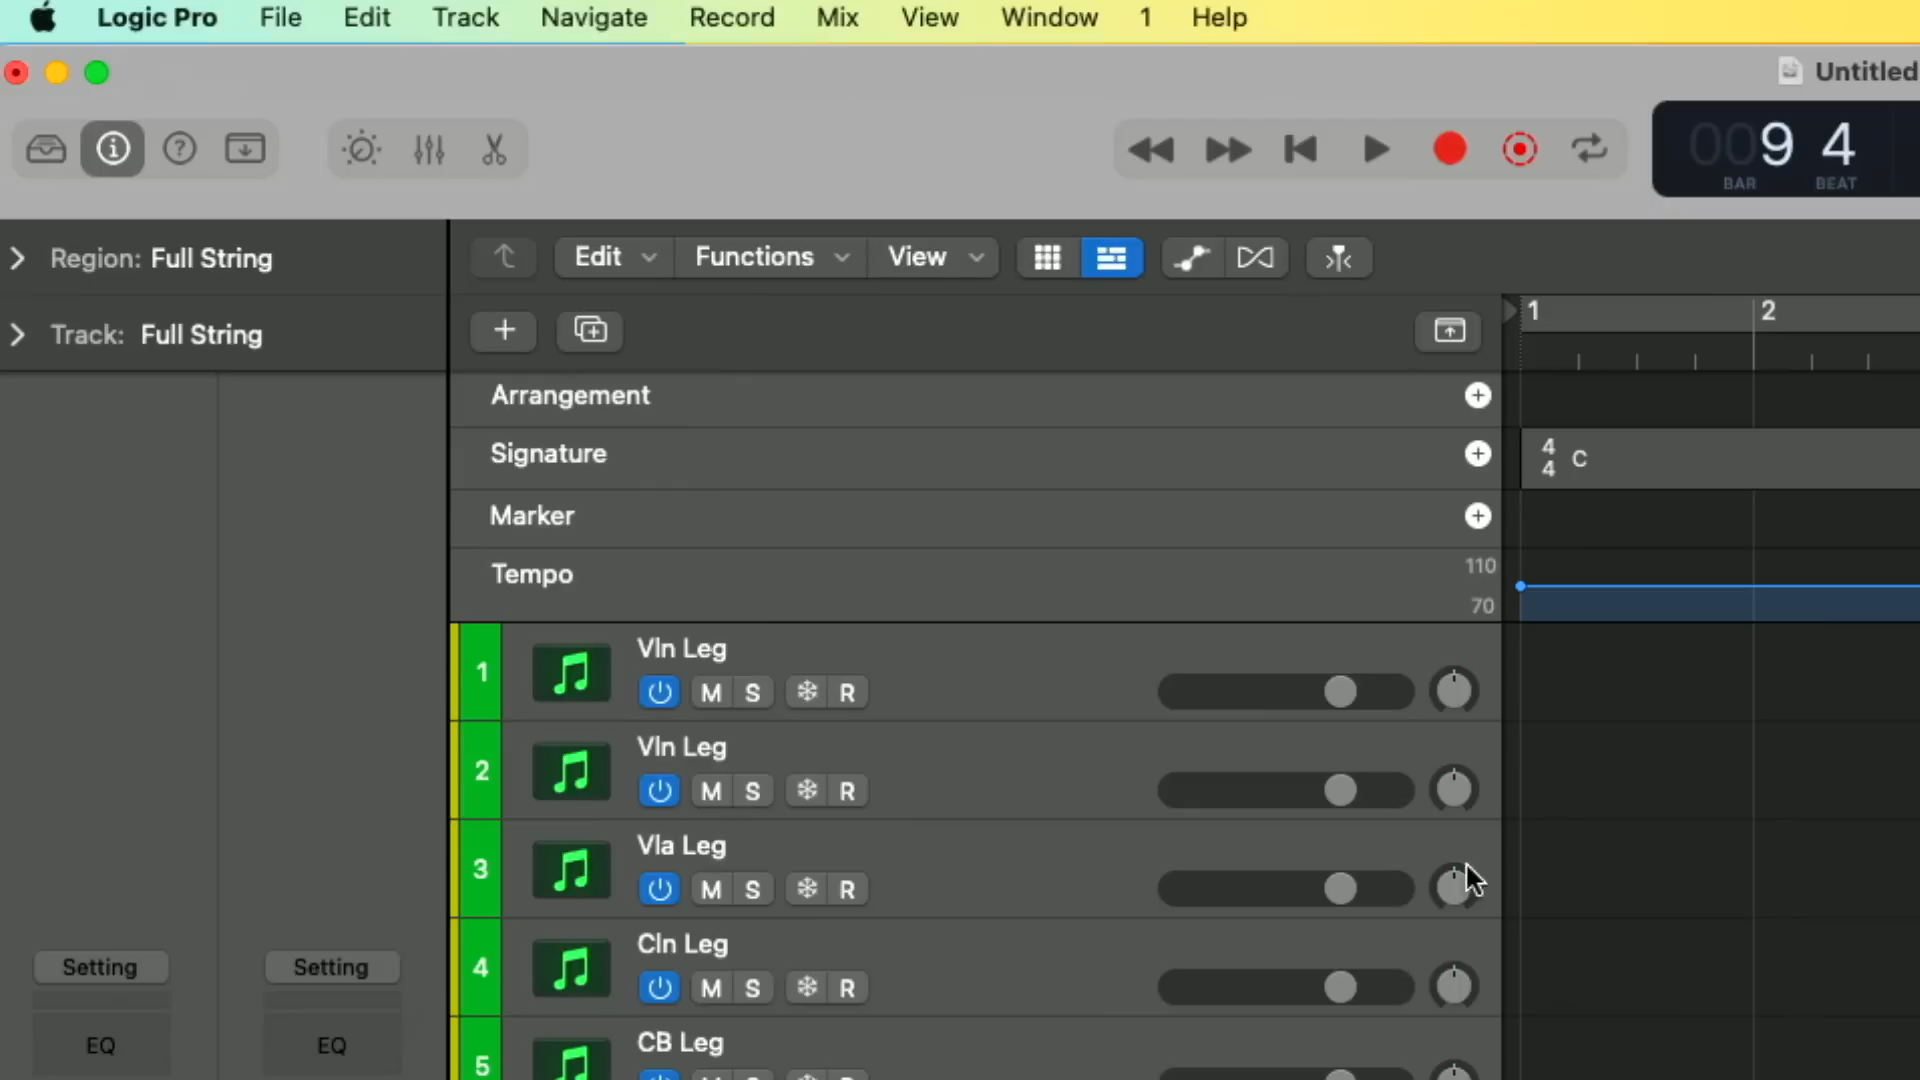 Logic Pro File Edit Track Navigate Record Mix View Window 1 Help
Untitled
009 4
BAR BEAT
Region: Full String
Edit Functions View
Track: Full String
1 2
Arrangement
Signature
4
4 C
Marker
Tempo
110
70
1 Vln Leg
M S R
2 Vln Leg
M S R
3 Vla Leg
M S R
4 Cln Leg
M S R
Setting Setting
EQ EQ
5 CB Leg